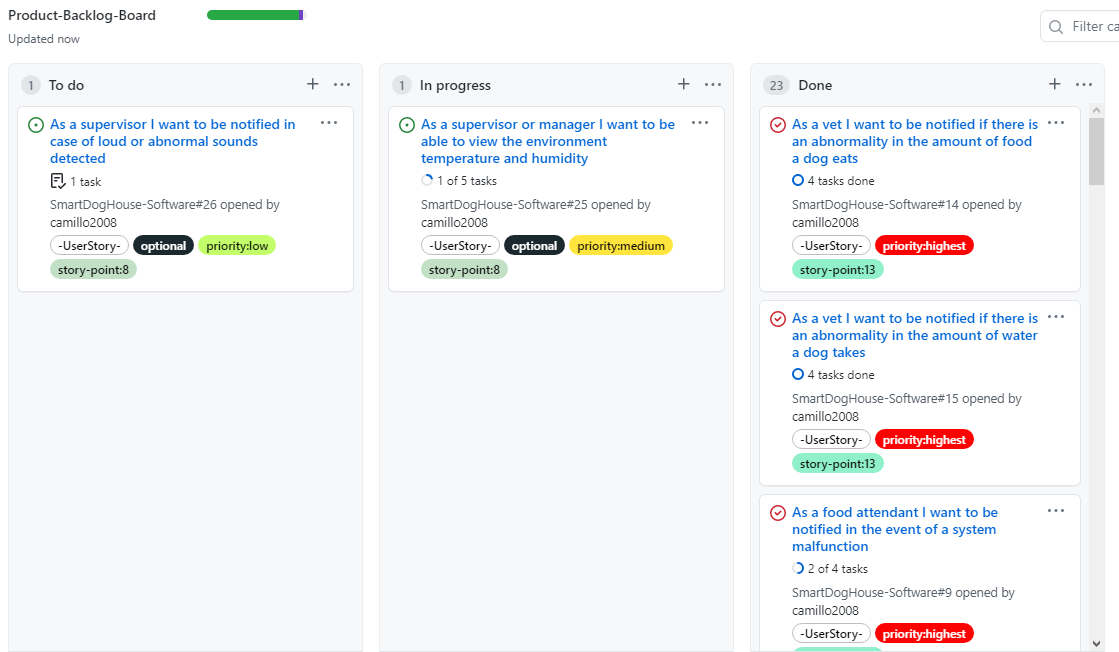 Product-Backlog-Board
Updated now
Filter ca
1 To do
As a supervisor I want to be notified in
case of loud or abnormal sounds
detected
1 task
SmartDogHouse-Software#26 opened by
camillo2008
-UserStory- optional priority:low
story-point:8
1 In progress
As a supervisor or manager I want to be
able to view the environment
temperature and humidity
1 of 5 tasks
SmartDogHouse-Software#25 opened by
camillo2008
-UserStory- optional priority:medium
story-point:8
23 Done
As a vet I want to be notified if there is
an abnormality in the amount of food
a dog eats
4 tasks done
SmartDogHouse-Software#14 opened by
camillo2008
-UserStory- priority:highest
story-point:13
As a vet I want to be notified if there is
an abnormality in the amount of water
a dog takes
4 tasks done
SmartDogHouse-Software#15 opened by
camillo2008
-UserStory- priority:highest
story-point:13
As a food attendant I want to be
notified in the event of a system
malfunction
2 of 4 tasks
SmartDogHouse-Software#9 opened by
camillo2008
-UserStory- priority:highest